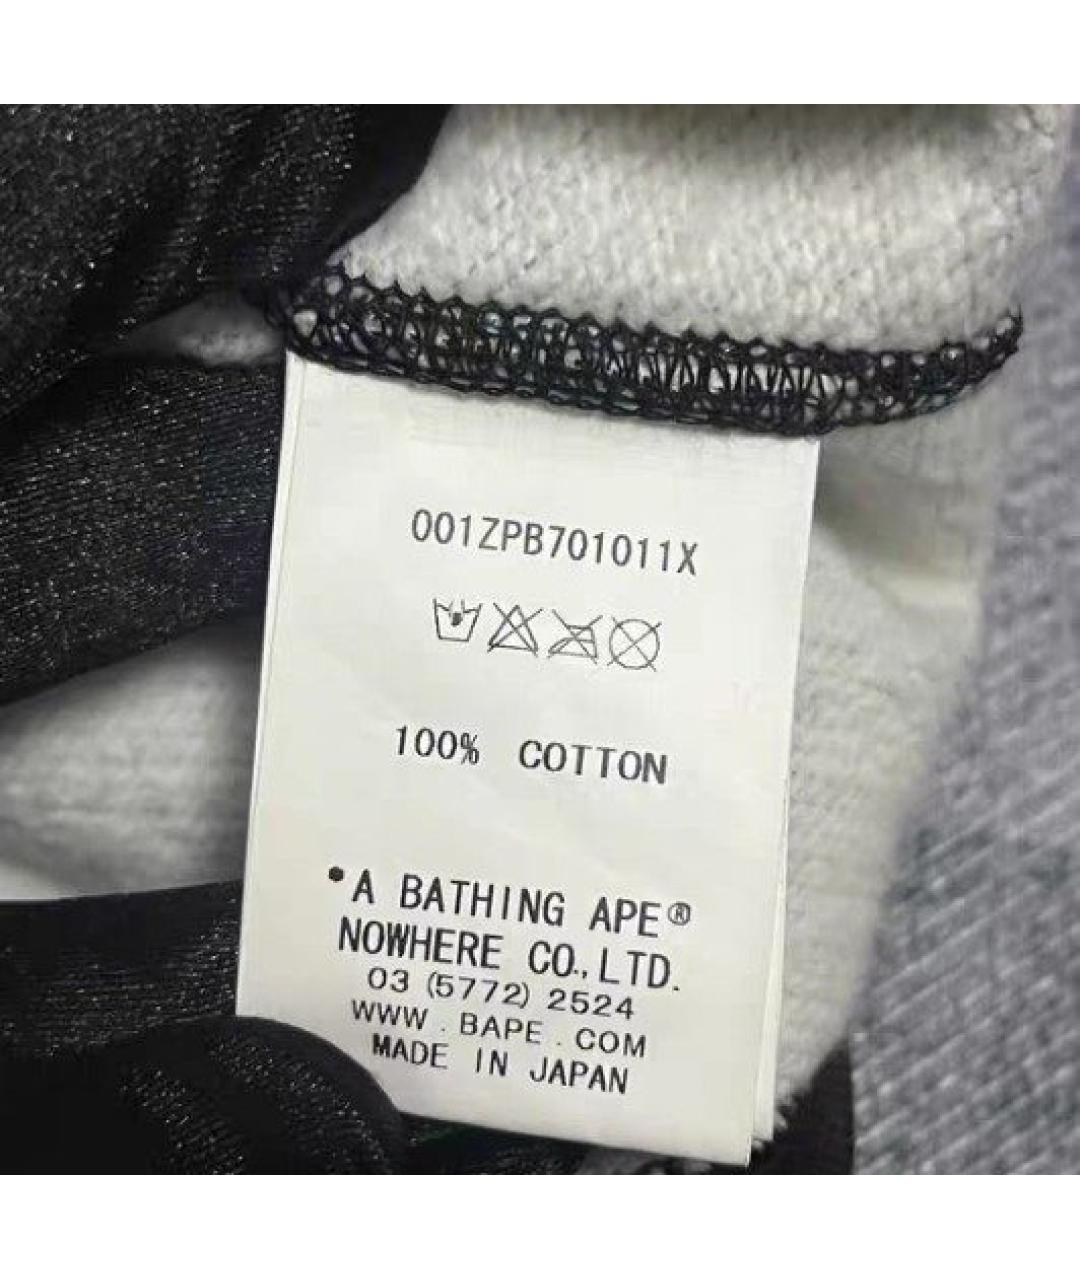 001ZPB701011X
100% COTTON
•A BATHING APE®
NOWHERE CO.,LTD.
03 (5772) 2524
WWW.BAPE.COM
MADE IN JAPAN